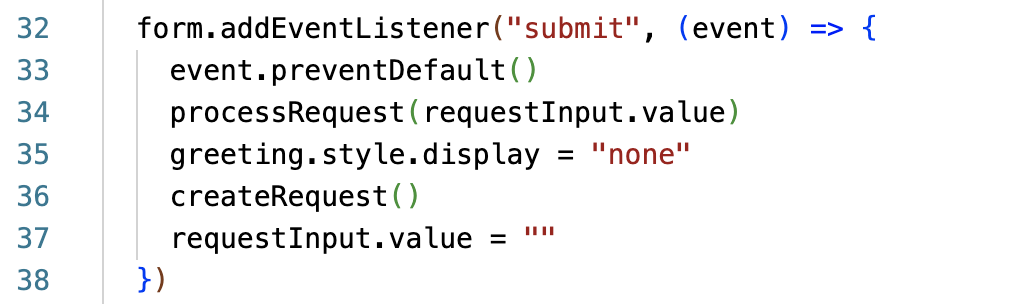 32 form.addEventListener("submit", (event) => {
33 event.preventDefault()
34 processRequest(requestInput.value)
35 greeting.style.display = "none"
36 createRequest()
37 requestInput.value = ""
38 })